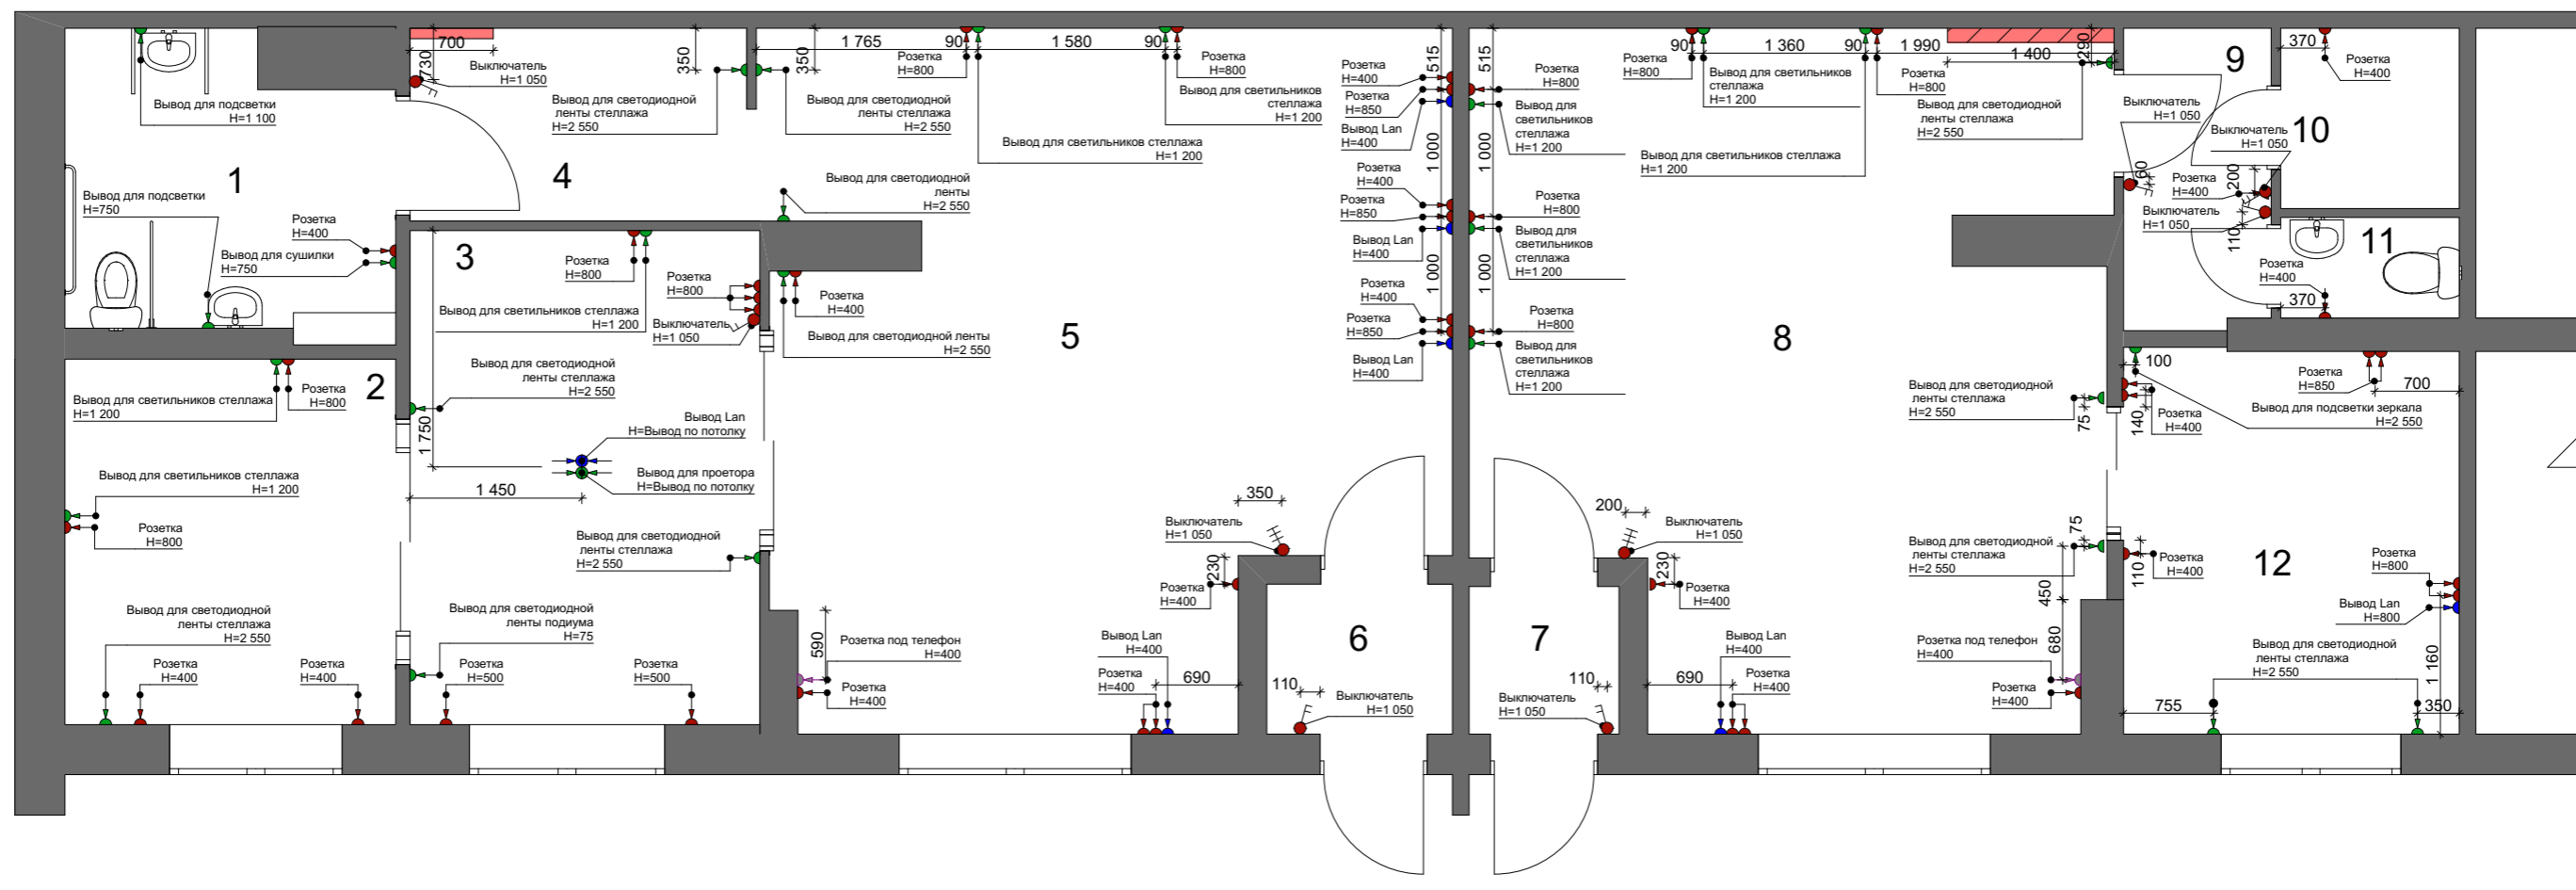 700
730
Выключатель
H=1 050
350
Вывод для светодиодной
ленты стеллажа
H=2 550
Вывод для подсветки
H=1 100
1
Вывод для подсветки
H=750
Розетка
H=400
Вывод для сушилки
H=750
4
1 765
90
1 580
90
350
Розетка
H=800
Розетка
H=800
Вывод для светодиодной
ленты стеллажа
H=2 550
Вывод для светильников
стеллажа
H=1 200
Вывод для светильников стеллажа
H=1 200
Вывод для светодиодной
ленты
H=2 550
515
Розетка
H=400
Розетка
H=850
Вывод Lan
H=400
1 000
Розетка
H=400
Розетка
H=850
Вывод Lan
H=400
1 000
Розетка
H=400
Розетка
H=850
Вывод Lan
H=400
515
Розетка
H=800
Вывод для
светильников
стеллажа
H=1 200
1 000
Розетка
H=800
Вывод для
светильников
стеллажа
H=1 200
1 000
Розетка
H=800
Вывод для
светильников
стеллажа
H=1 200
90
1 360
90
1 990
1 400
290
Розетка
H=800
Вывод для светильников
стеллажа
H=1 200
Розетка
H=800
Вывод для светодиодной
ленты стеллажа
H=2 550
Вывод для светильников стеллажа
H=1 200
9
370
Розетка
H=400
Выключатель
H=1 050
Выключатель
H=1 050
10
60
Розетка
H=400
200
Выключатель
H=1 050
110
11
Розетка
H=400
370
3
Розетка
H=800
Розетка
H=800
Вывод для светильников стеллажа
H=1 200
Выключатель
H=1 050
Розетка
H=400
Вывод для светодиодной ленты
H=2 550
5
8
2
Вывод для светильников стеллажа
H=1 200
Розетка
H=800
Вывод для светодиодной
ленты стеллажа
H=2 550
1 750
Вывод Lan
H=Вывод по потолку
Вывод для проетора
H=Вывод по потолку
1 450
Вывод для светильников стеллажа
H=1 200
Розетка
H=800
Вывод для светодиодной
ленты стеллажа
H=2 550
Вывод для светодиодной
ленты стеллажа
H=2 550
Розетка
H=400
Розетка
H=400
Вывод для светодиодной
ленты подиума
H=75
Розетка
H=500
Розетка
H=500
590
Розетка под телефон
H=400
Розетка
H=400
350
Выключатель
H=1 050
230
Розетка
H=400
Вывод Lan
H=400
Розетка
H=400
690
6
110
Выключатель
H=1 050
7
110
Выключатель
H=1 050
200
Выключатель
H=1 050
230
Розетка
H=400
Вывод Lan
H=400
690
Розетка
H=400
Вывод для светодиодной
ленты стеллажа
H=2 550
75
Вывод для светодиодной
ленты стеллажа
H=2 550
75
450
680
Розетка под телефон
H=400
Розетка
H=400
100
140
Розетка
H=400
Розетка
H=850
700
Вывод для подсветки зеркала
H=2 550
110
Розетка
H=400
12
Розетка
H=800
Вывод Lan
H=800
Вывод для светодиодной
ленты стеллажа
H=2 550
1 160
755
350